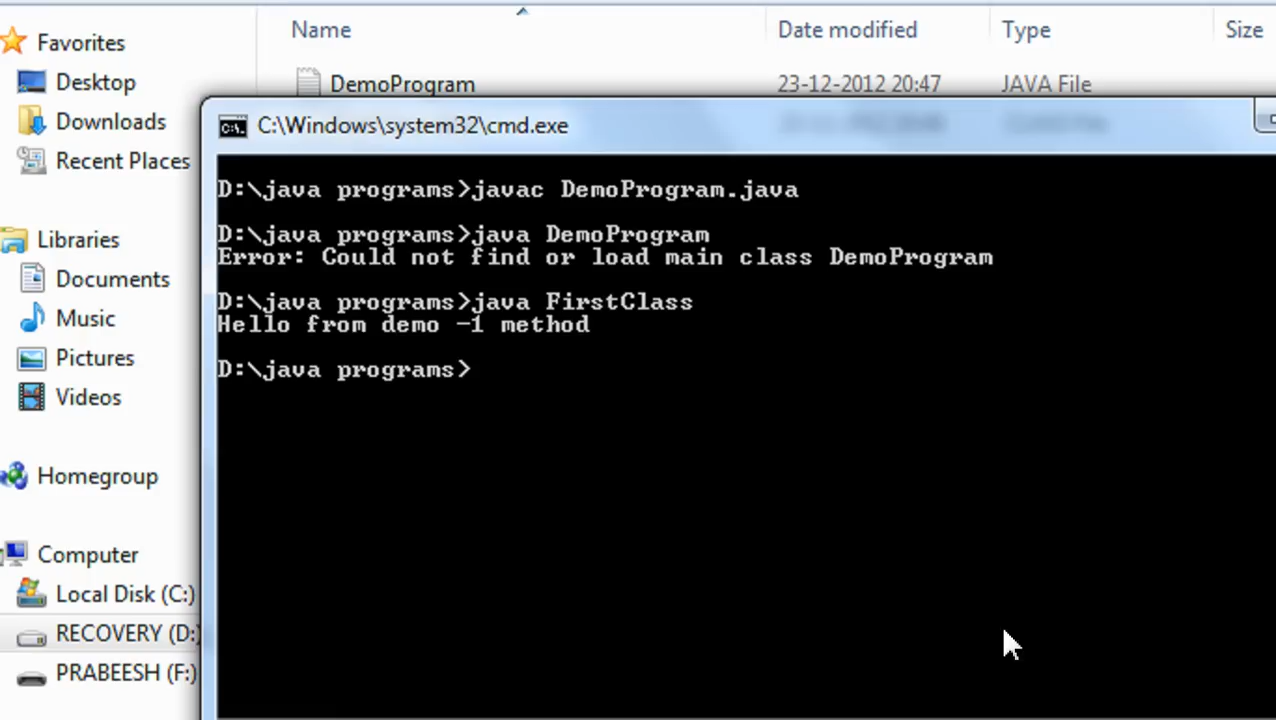 Name Date modified Type Size
Favorites
DemoProgram 23-12-2012 20:47 JAVA File
Desktop
Downloads
Recent Places
Libraries
Documents
Music
Pictures
Videos
Homegroup
Computer
Local Disk (C:)
RECOVERY (D:)
PRABEESH (F:)
C:\Windows\system32\cmd.exe
D:\java programs>javac DemoProgram.java
D:\java programs>java DemoProgram
Error: Could not find or load main class DemoProgram
D:\java programs>java FirstClass
Hello from demo -1 method
D:\java programs>